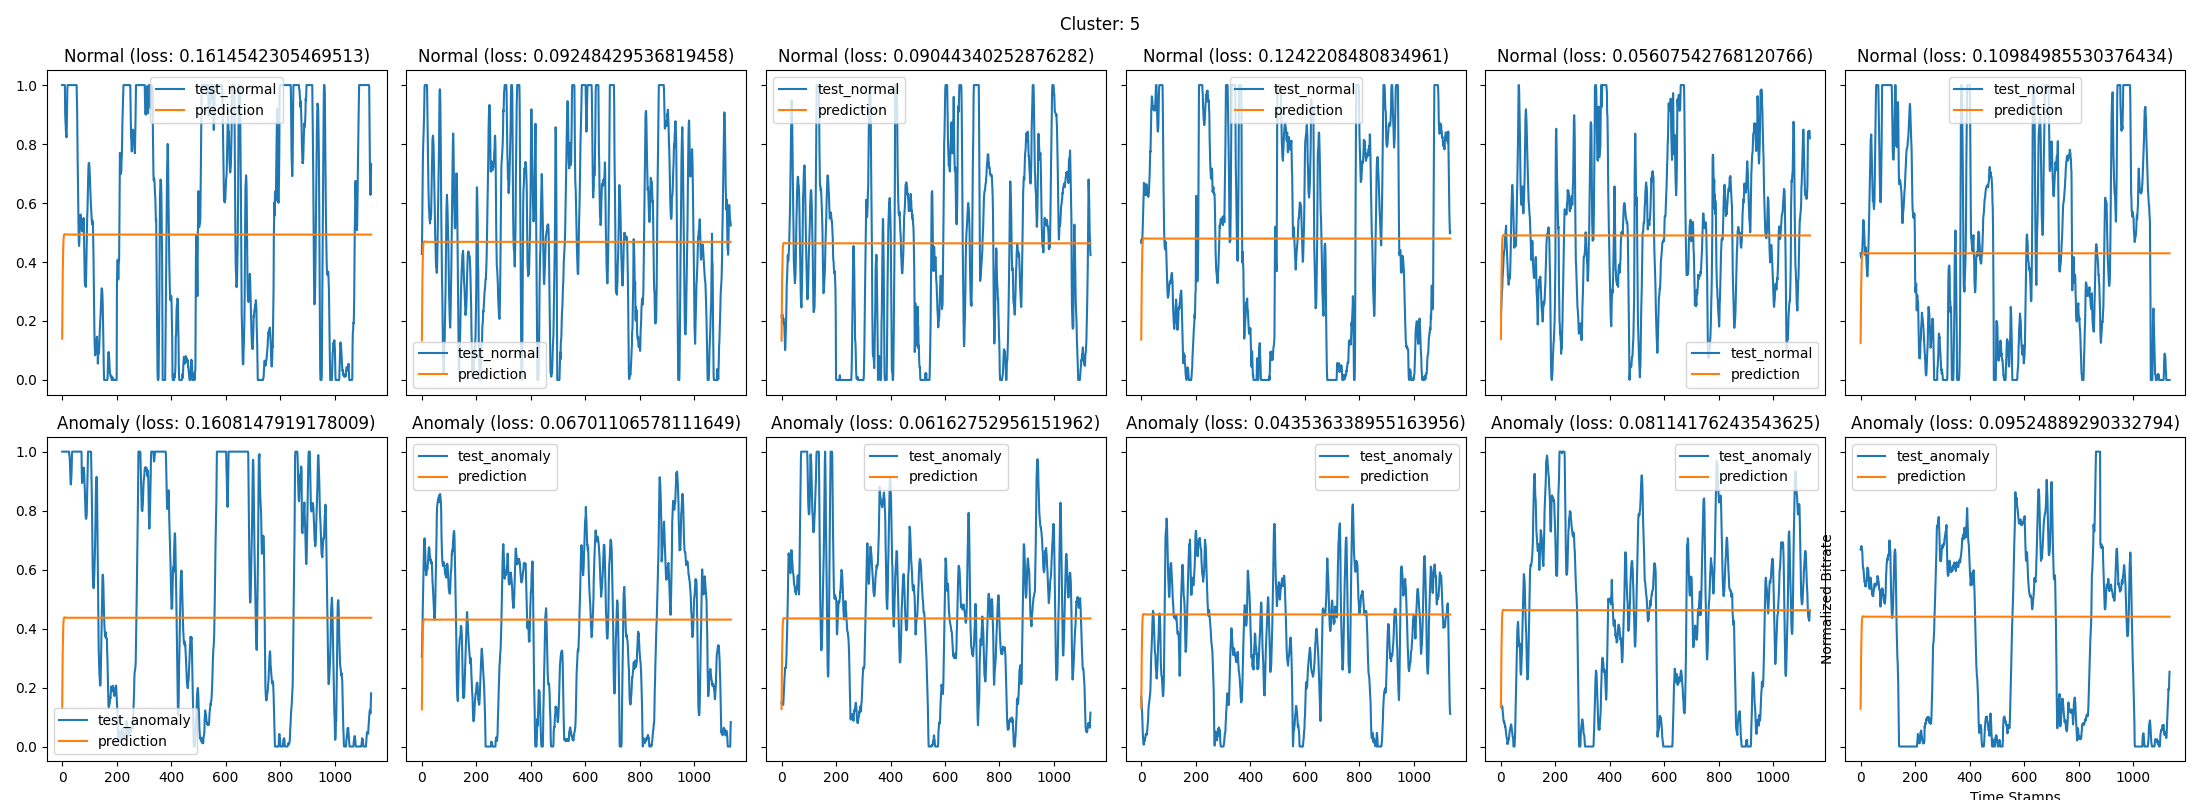 Cluster: 5
Normal (loss: 0.1614542305469513)
Normal (loss: 0.09248429536819458)
Normal (loss: 0.09044340252876282)
Normal (loss: 0.1242208480834961)
Normal (loss: 0.05607542768120766)
Normal (loss: 0.10984985530376434)
1.0
0.8
0.6
0.4
0.2
0.0
test_normal
prediction
test_normal
prediction
test_normal
prediction
test_normal
prediction
test_normal
prediction
test_normal
prediction
Anomaly (loss: 0.1608147919178009)
Anomaly (loss: 0.06701106578111649)
Anomaly (loss: 0.06162752956151962)
Anomaly (loss: 0.043536338955163956)
Anomaly (loss: 0.08114176243543625)
Anomaly (loss: 0.09524889290332794)
1.0
0.8
0.6
0.4
0.2
0.0
test_anomaly
prediction
test_anomaly
prediction
test_anomaly
prediction
test_anomaly
prediction
test_anomaly
prediction
test_anomaly
prediction
Normalized Bitrate
0 200 400 600 800 1000
0 200 400 600 800 1000
0 200 400 600 800 1000
0 200 400 600 800 1000
0 200 400 600 800 1000
0 200 400 600 800 1000
Time Stamps